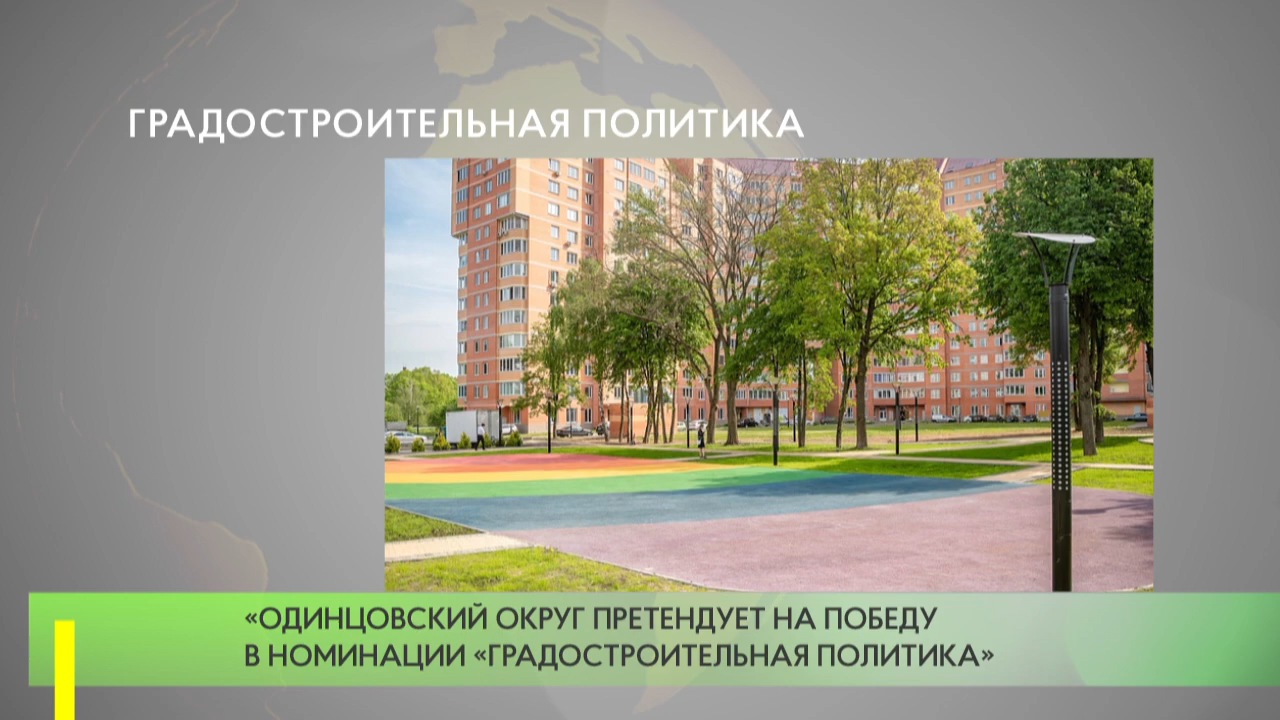 ГРАДОСТРОИТЕЛЬНАЯ ПОЛИТИКА
«ОДИНЦОВСКИЙ ОКРУГ ПРЕТЕНДУЕТ НА ПОБЕДУ
В НОМИНАЦИИ «ГРАДОСТРОИТЕЛЬНАЯ ПОЛИТИКА»